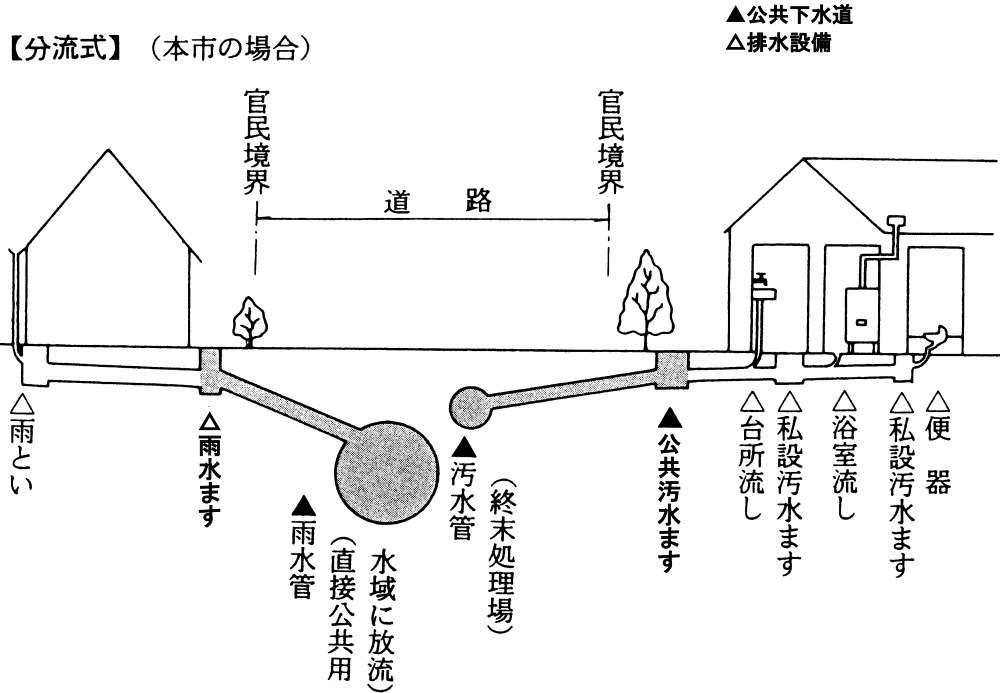 ▲公共下水道
△排水設備
【分流式】（本市の場合）
官民境界
官民境界
道路
△雨とい
△雨水ます
▲雨水管
（直接公共用
水域に放流）
▲汚水管
（終末処理場）
▲公共汚水ます
△台所流し
△私設汚水ます
△浴室流し
△私設汚水ます
△便器